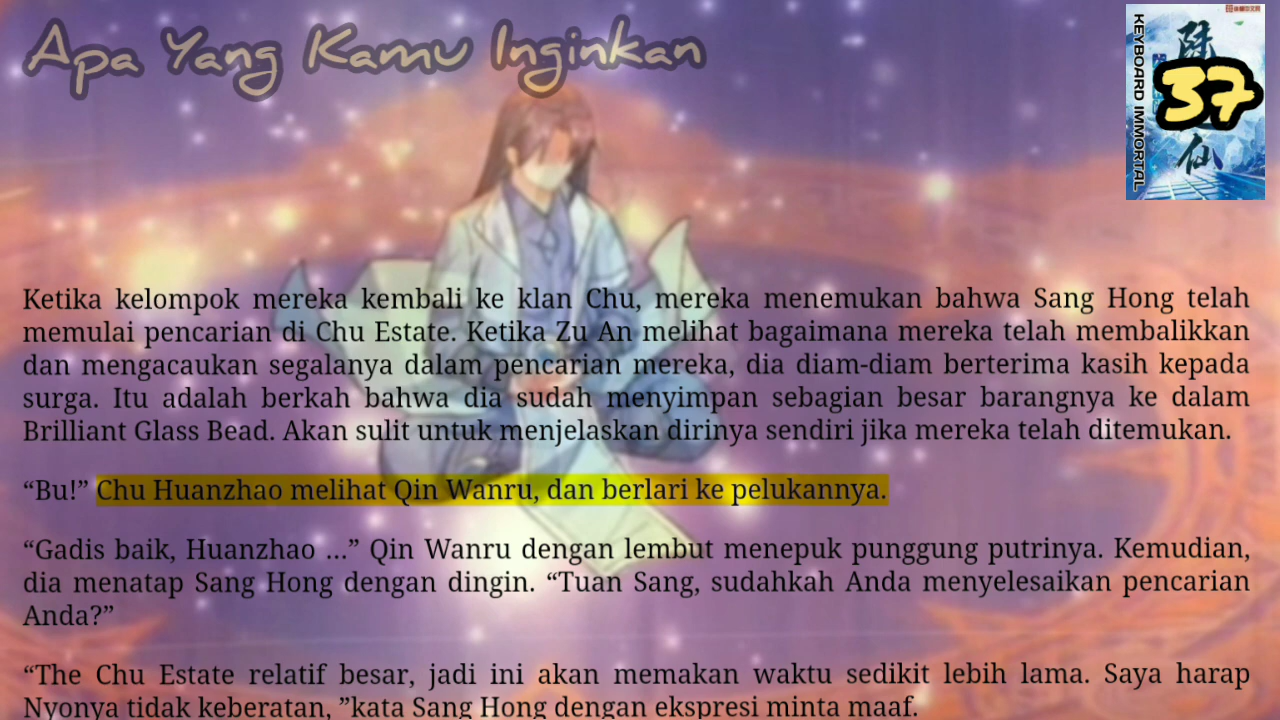 Apa Yang Kamu Inginkan
KEYBOARD IMMORTAL
37
仙
Ketika kelompok mereka kembali ke klan Chu, mereka menemukan bahwa Sang Hong telah
memulai pencarian di Chu Estate. Ketika Zu An melihat bagaimana mereka telah membalikkan
dan mengacaukan segalanya dalam pencarian mereka, dia diam-diam berterima kasih kepada
surga. Itu adalah berkah bahwa dia sudah menyimpan sebagian besar barangnya ke dalam
Brilliant Glass Bead. Akan sulit untuk menjelaskan dirinya sendiri jika mereka telah ditemukan.
“Bu!” Chu Huanzhao melihat Qin Wanru, dan berlari ke pelukannya.
“Gadis baik, Huanzhao ...” Qin Wanru dengan lembut menepuk punggung putrinya. Kemudian,
dia menatap Sang Hong dengan dingin. “Tuan Sang, sudahkah Anda menyelesaikan pencarian
Anda?”
“The Chu Estate relatif besar, jadi ini akan memakan waktu sedikit lebih lama. Saya harap
Nyonya tidak keberatan, ”kata Sang Hong dengan ekspresi minta maaf.